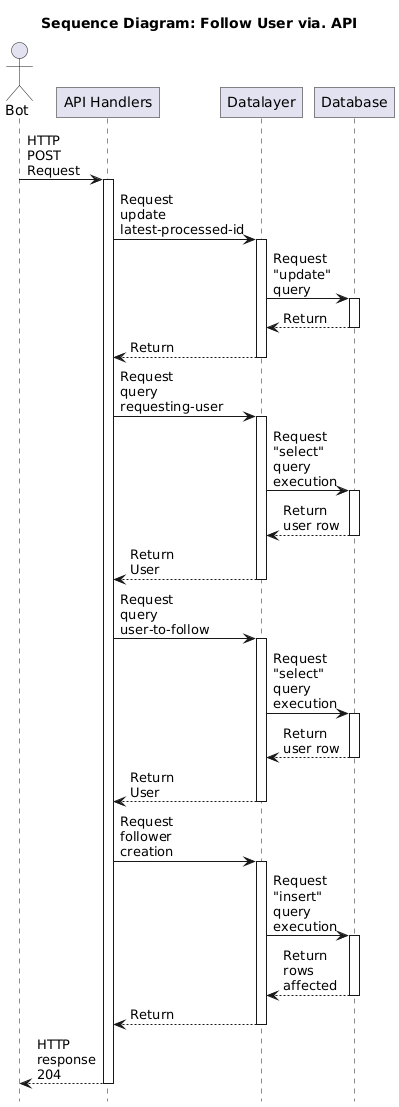 Sequence Diagram: Follow User via. API
Bot
API Handlers
Datalayer
Database
HTTP
POST
Request
Request
update
latest-processed-id
Request
"update"
query
Return
Return
Request
query
requesting-user
Request
"select"
query
execution
Return
user row
Return
User
Request
query
user-to-follow
Request
"select"
query
execution
Return
user row
Return
User
Request
follower
creation
Request
"insert"
query
execution
Return
rows
affected
Return
HTTP
response
204